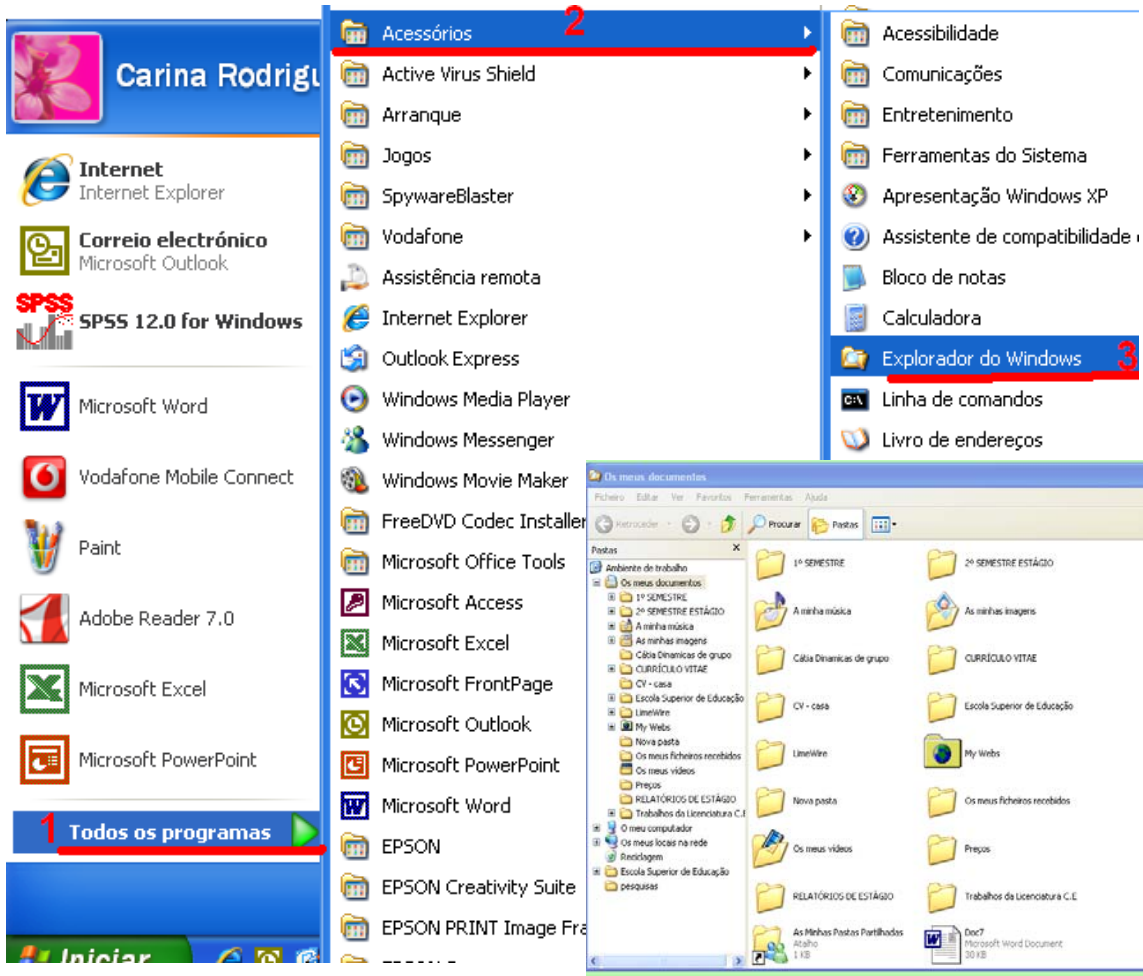 Carina Rodrigu
Internet
Internet Explorer
Correio electrónico
Microsoft Outlook
SPSS
SPSS 12.0 for Windows
Microsoft Word
Vodafone Mobile Connect
Paint
Adobe Reader 7.0
Microsoft Excel
Microsoft PowerPoint
1 Todos os programas
Iniciar
Acessórios 2
Active Virus Shield
Arranque
Jogos
SpywareBlaster
Vodafone
Assistência remota
Internet Explorer
Outlook Express
Windows Media Player
Windows Messenger
Windows Movie Maker
FreeDVD Codec Installer
Microsoft Office Tools
Microsoft Access
Microsoft Excel
Microsoft FrontPage
Microsoft Outlook
Microsoft PowerPoint
Microsoft Word
EPSON
EPSON Creativity Suite
EPSON PRINT Image Fra
Acessibilidade
Comunicações
Entretenimento
Ferramentas do Sistema
Apresentação Windows XP
Assistente de compatibilidade
Bloco de notas
Calculadora
Explorador do Windows 3
Linha de comandos
Livro de endereços
Os meus documentos
Ficheiro Editar Ver Favoritos Ferramentas Ajuda
Retroceder Procurar Pastas
Pastas X
Ambiente de trabalho
Os meus documentos
1º SEMESTRE
2º SEMESTRE ESTÁGIO
A minha música
As minhas imagens
Cátia Dinamicas de grupo
CURRÍCULO VITAE
CV - casa
Escola Superior de Educação
LimeWire
My Webs
Nova pasta
Os meus ficheiros recebidos
Os meus vídeos
Preços
RELATÓRIOS DE ESTÁGIO
Trabalhos da Licenciatura C.E
O meu computador
Os meus locais na rede
Reciclagem
Escola Superior de Educação
pesquisas
1º SEMESTRE
2º SEMESTRE ESTÁGIO
A minha música
As minhas imagens
Cátia Dinamicas de grupo
CURRÍCULO VITAE
CV - casa
Escola Superior de Educação
LimeWire
My Webs
Nova pasta
Os meus ficheiros recebidos
Os meus vídeos
Preços
RELATÓRIOS DE ESTÁGIO
Trabalhos da Licenciatura C.E
As Minhas Pastas Partilhadas
Atalho
1 KB
Doc7
Microsoft Word Document
30 KB